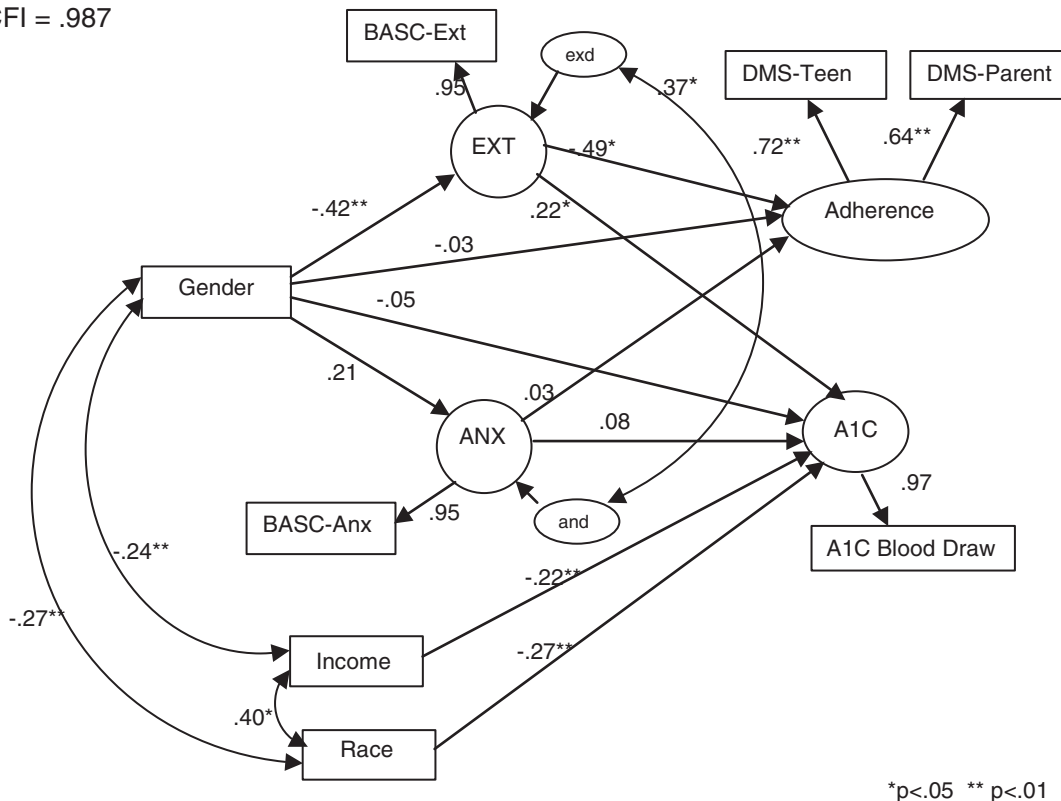 CFI = .987
BASC-Ext
exd
DMS-Teen
DMS-Parent
.95
.37*
EXT
-.49*
.72**
.64**
-.42**
.22*
Adherence
-.03
Gender
-.05
.21
.03
ANX
.08
A1C
BASC-Anx
.95
and
.97
A1C Blood Draw
-.24**
-.22**
-.27**
Income
-.27**
.40*
Race
*p<.05 ** p<.01